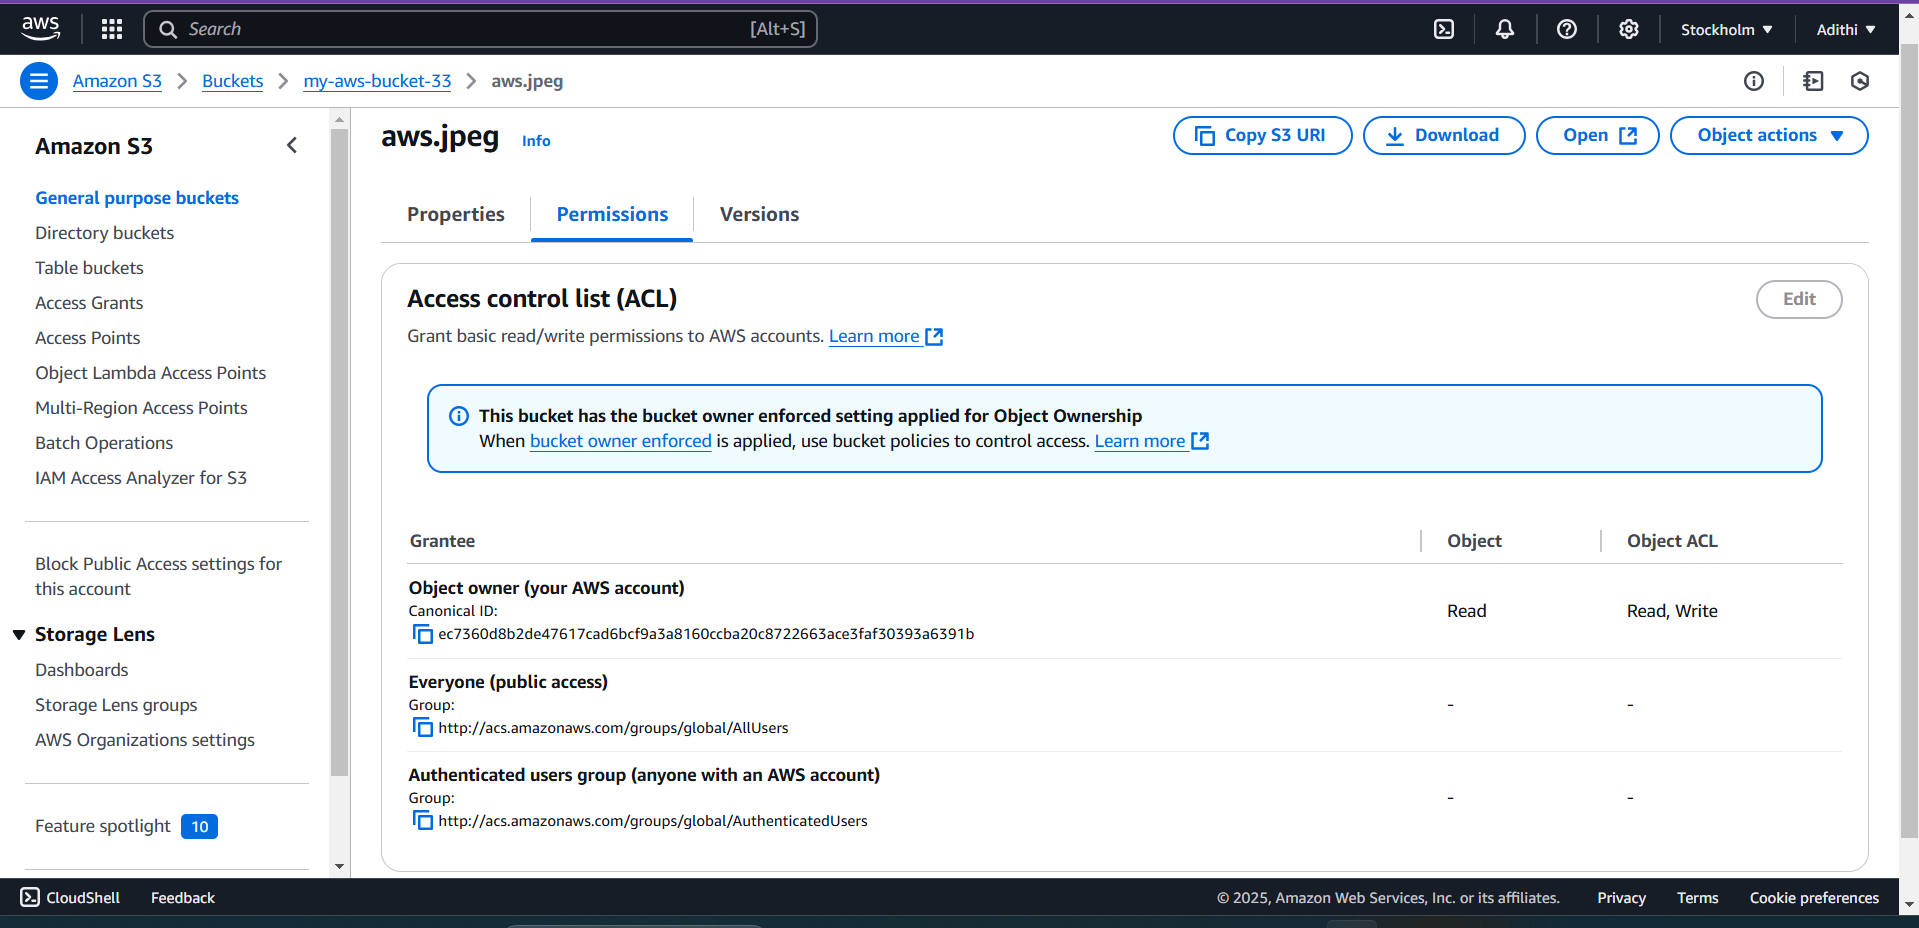 aws
Search
[Alt+S]
Stockholm
Adithi
Amazon S3
Buckets
my-aws-bucket-33
aws.jpeg
Amazon S3
General purpose buckets
Directory buckets
Table buckets
Access Grants
Access Points
Object Lambda Access Points
Multi-Region Access Points
Batch Operations
IAM Access Analyzer for S3
Block Public Access settings for
this account
Storage Lens
Dashboards
Storage Lens groups
AWS Organizations settings
Feature spotlight 10
aws.jpeg Info
Copy S3 URI
Download
Open
Object actions
Properties
Permissions
Versions
Access control list (ACL)
Edit
Grant basic read/write permissions to AWS accounts. Learn more
This bucket has the bucket owner enforced setting applied for Object Ownership
When bucket owner enforced is applied, use bucket policies to control access. Learn more
Grantee Object Object ACL
Object owner (your AWS account)
Canonical ID:
ec7360d8b2de47617cad6bcf9a3a8160ccba20c8722663ace3faf30393a6391b
Read
Read, Write
Everyone (public access)
Group:
http://acs.amazonaws.com/groups/global/AllUsers
-
-
Authenticated users group (anyone with an AWS account)
Group:
http://acs.amazonaws.com/groups/global/AuthenticatedUsers
-
-
CloudShell
Feedback
© 2025, Amazon Web Services, Inc. or its affiliates.
Privacy
Terms
Cookie preferences